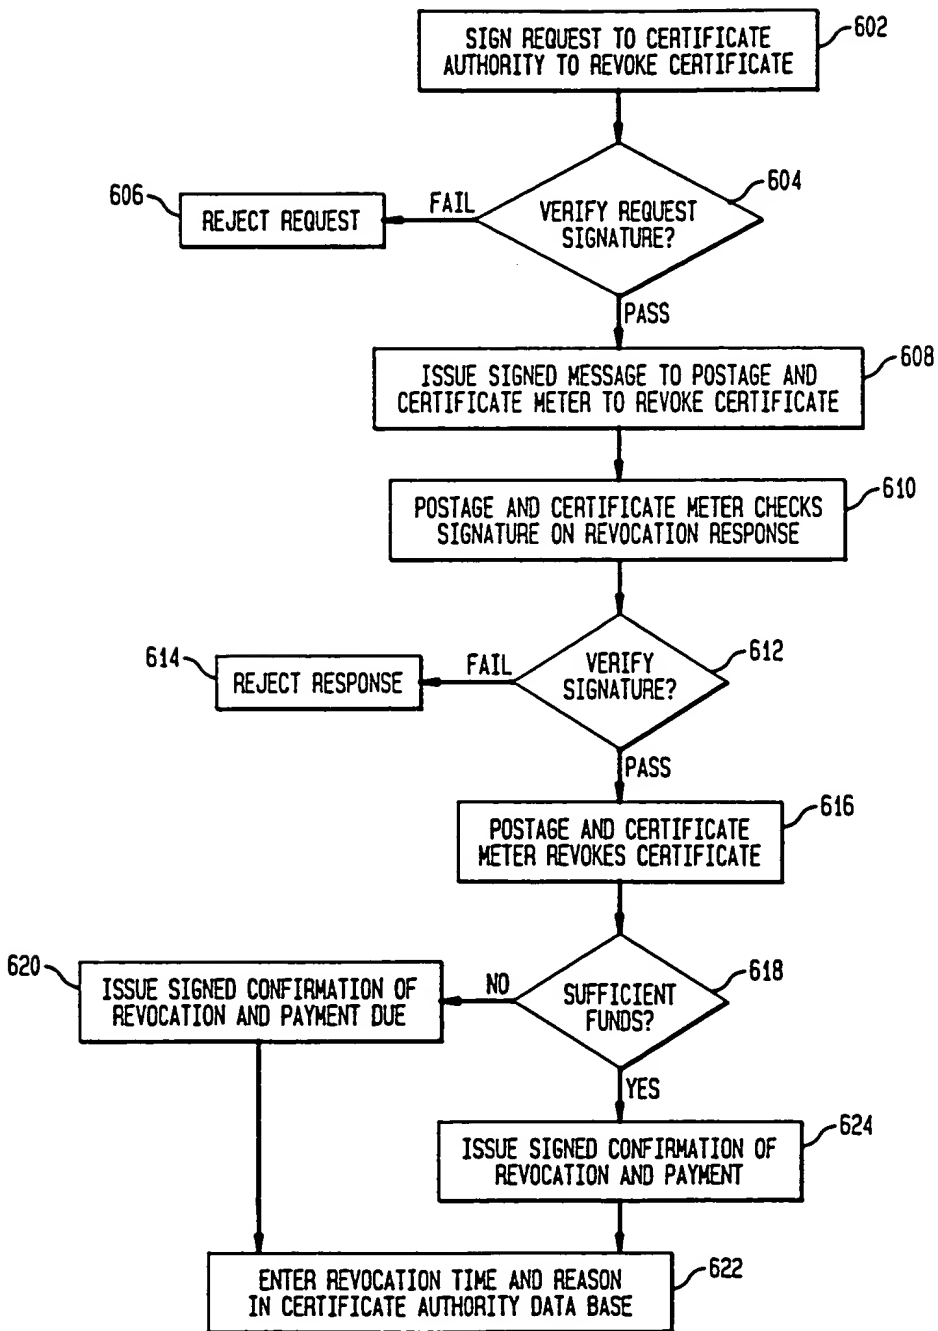 SIGN REQUEST TO CERTIFICATE
AUTHORITY TO REVOKE CERTIFICATE
602
VERIFY REQUEST
SIGNATURE?
604
FAIL
REJECT REQUEST
606
PASS
ISSUE SIGNED MESSAGE TO POSTAGE AND
CERTIFICATE METER TO REVOKE CERTIFICATE
608
POSTAGE AND CERTIFICATE METER CHECKS
SIGNATURE ON REVOCATION RESPONSE
610
VERIFY
SIGNATURE?
612
FAIL
REJECT RESPONSE
614
PASS
POSTAGE AND CERTIFICATE
METER REVOKES CERTIFICATE
616
SUFFICIENT
FUNDS?
618
NO
ISSUE SIGNED CONFIRMATION OF
REVOCATION AND PAYMENT DUE
620
YES
ISSUE SIGNED CONFIRMATION OF
REVOCATION AND PAYMENT
624
ENTER REVOCATION TIME AND REASON
IN CERTIFICATE AUTHORITY DATA BASE
622